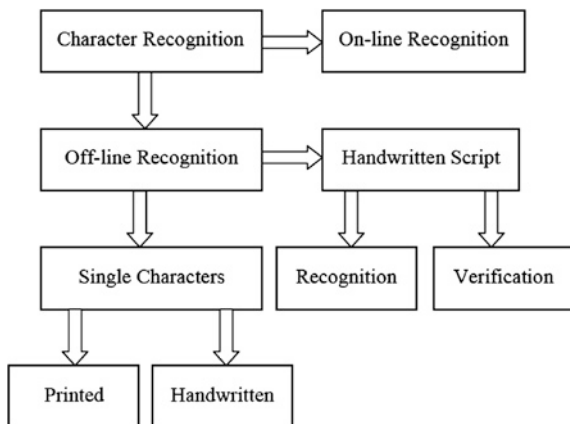 Character Recognition
On-line Recognition
Off-line Recognition
Handwritten Script
Single Characters
Recognition
Verification
Printed
Handwritten